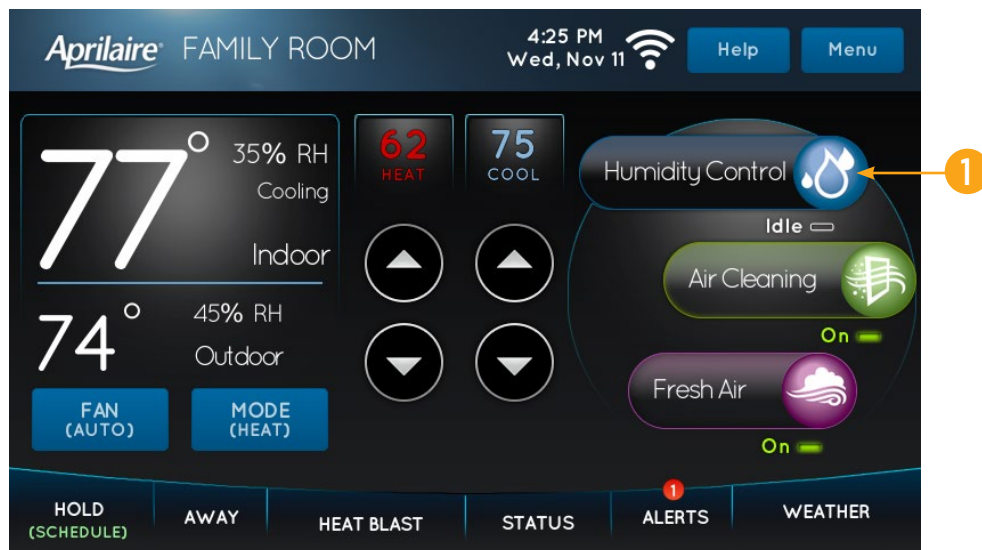 Aprilaire FAMILY ROOM
4:25 PM
Wed, Nov 11
Help
Menu
77° 35% RH
Cooling
Indoor
74° 45% RH
Outdoor
FAN
(AUTO)
MODE
(HEAT)
62
HEAT
75
COOL
Humidity Control
1
Idle
Air Cleaning
On
Fresh Air
On
HOLD
(SCHEDULE)
AWAY
HEAT BLAST
STATUS
1
ALERTS
WEATHER